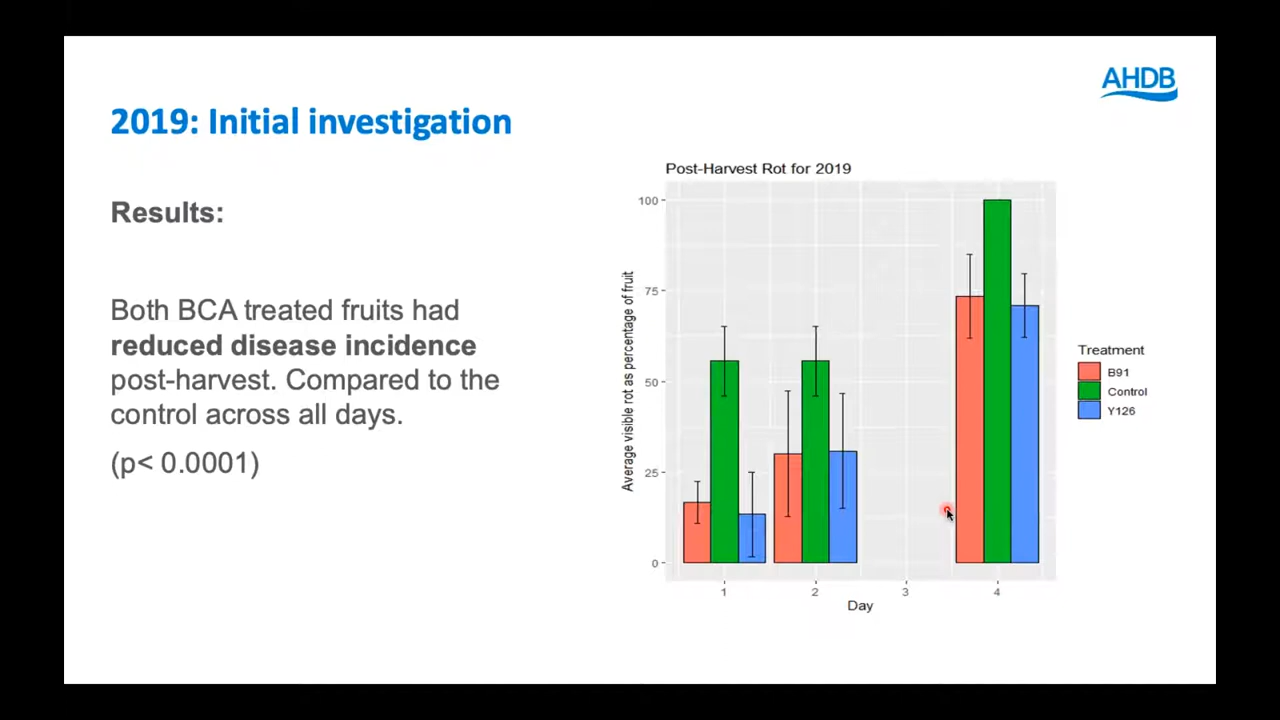 AHDB
2019: Initial investigation
Results:
Both BCA treated fruits had
reduced disease incidence
post-harvest. Compared to the
control across all days.
(p< 0.0001)
Post-Harvest Rot for 2019
Average visible rot as percentage of fruit
100
75
50
25
0
1 2 3 4
Day
Treatment
B91
Control
Y126